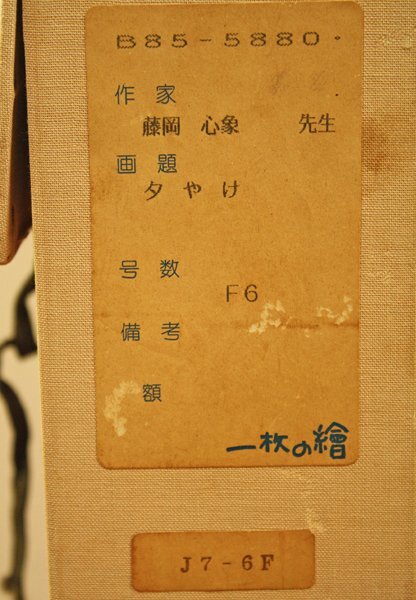 B85-5880.
作家
藤岡 心象 先生
画題
夕やけ
号数
F6
備考
額
一枚の繪
J7-6F